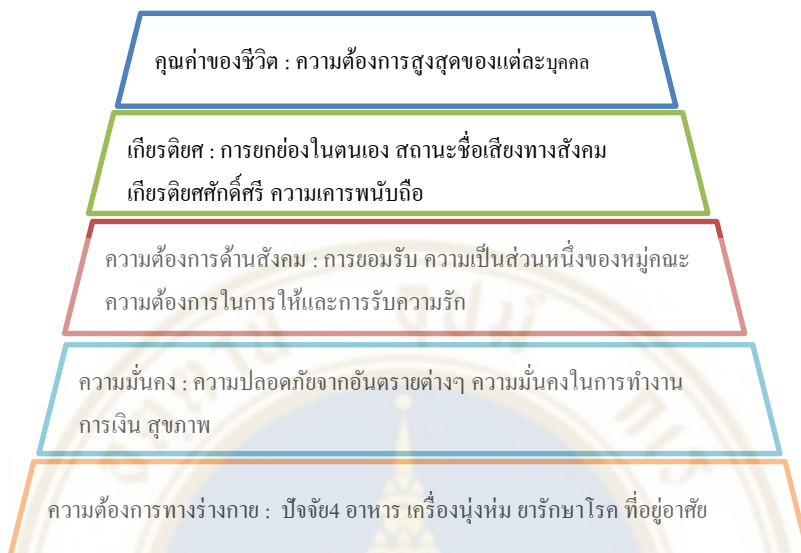 คุณค่าของชีวิต : ความต้องการสูงสุดของแต่ละบุคคล
เกียรติยศ : การยกย่องในตนเอง สถานะชื่อเสียงทางสังคม
เกียรติยศศักดิ์ศรี ความเคารพนับถือ
ความต้องการด้านสังคม : การยอมรับ ความเป็นส่วนหนึ่งของหมู่คณะ
ความต้องการในการให้และการรับความรัก
ความมั่นคง : ความปลอดภัยจากอันตรายต่างๆ ความมั่นคงในการทำงาน
การเงิน สุขภาพ
ความต้องการทางร่างกาย : ปัจจัย4 อาหาร เครื่องนุ่งห่ม ยารักษาโรค ที่อยู่อาศัย